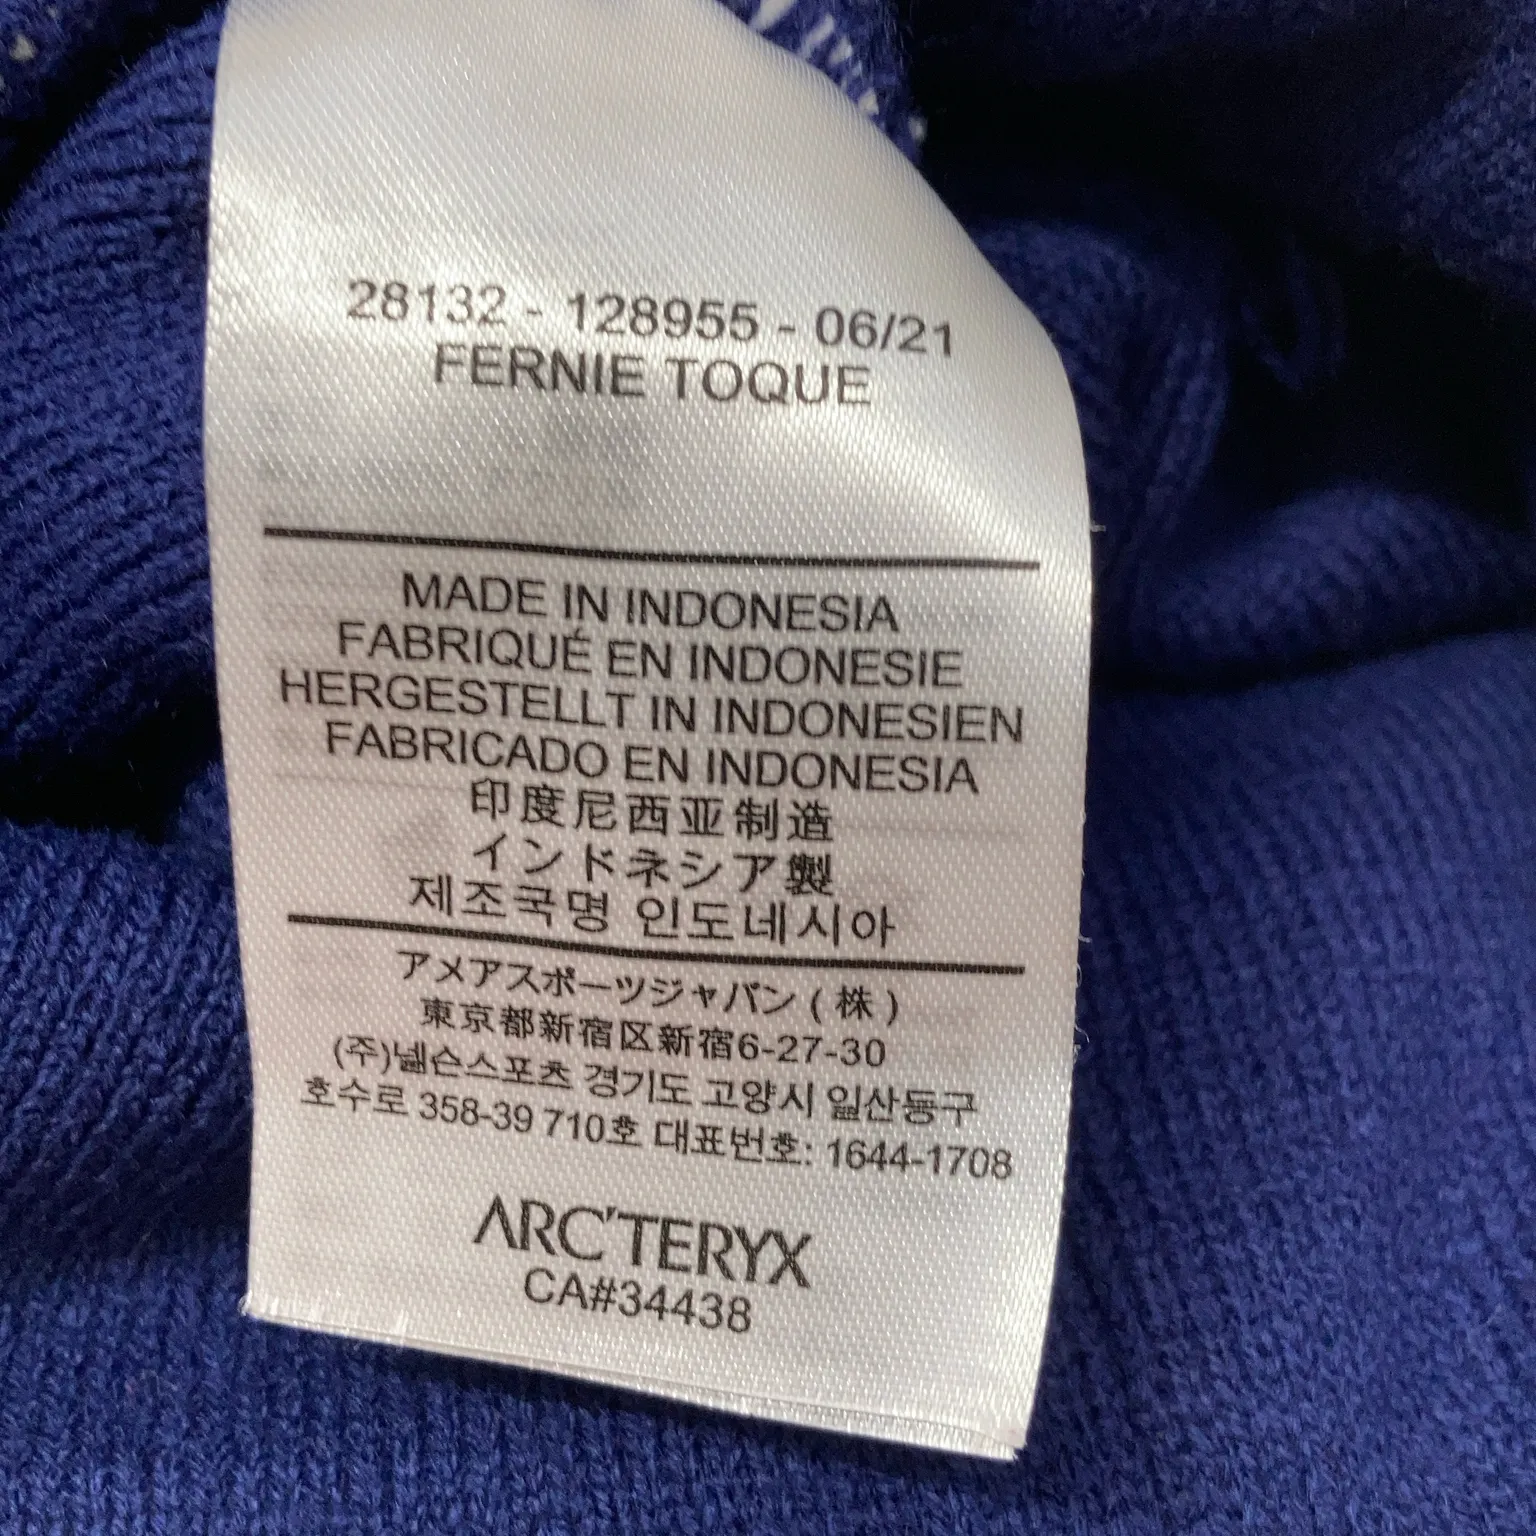 28132 - 128955 - 06/21
FERNIE TOQUE
MADE IN INDONESIA
FABRIQUÉ EN INDONESIE
HERGESTELLT IN INDONESIEN
FABRICADO EN INDONESIA
印度尼西亚制造
インドネシア製
제조국명 인도네시아
アメアスポーツジャパン ( 株 )
東京都新宿区新宿6-27-30
(주)넬슨스포츠 경기도 고양시 일산동구
호수로 358-39 710호 대표번호: 1644-1708
ARC'TERYX
CA#34438